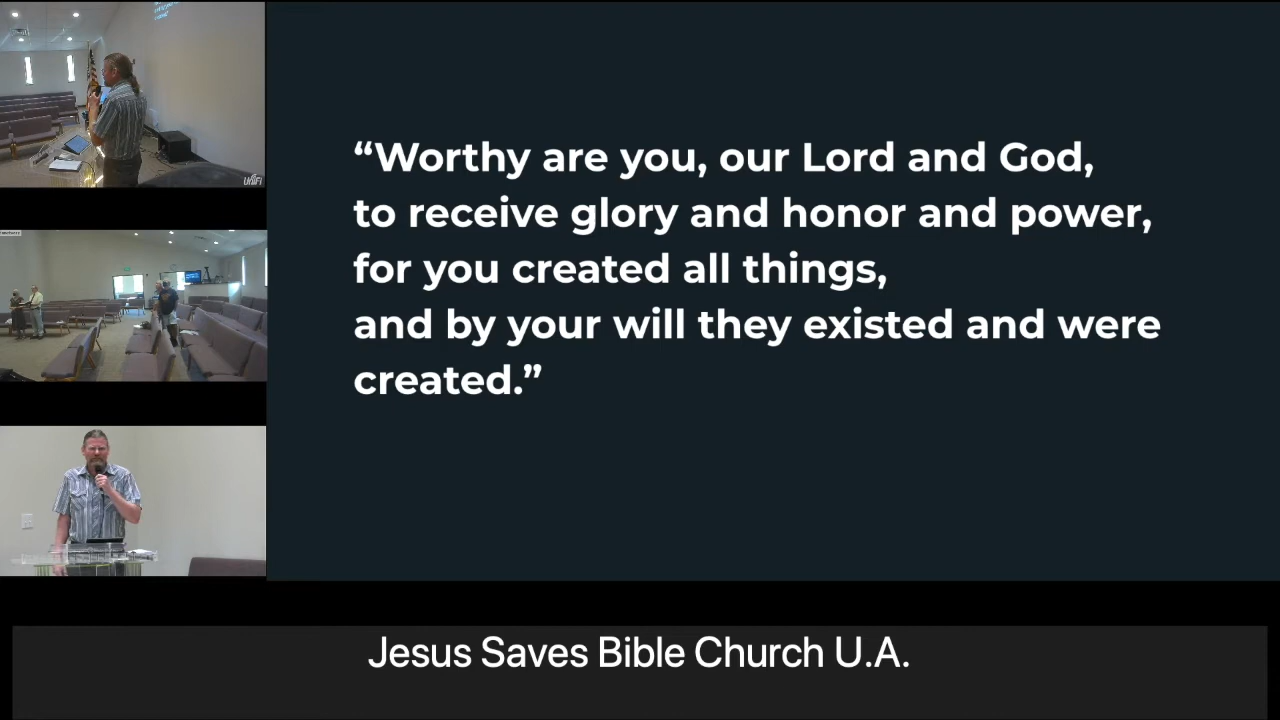 “Worthy are you, our Lord and God,
to receive glory and honor and power,
for you created all things,
and by your will they existed and were
created.”
Jesus Saves Bible Church U.A.
UniFi